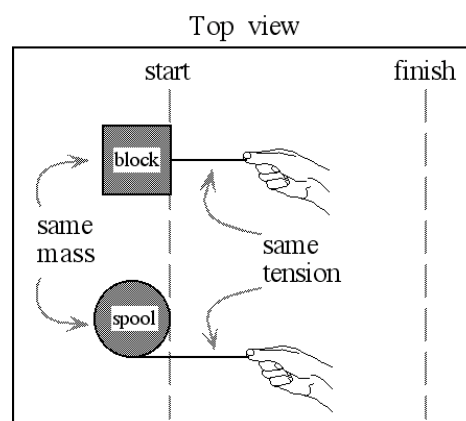 Top view
start
finish
block
same
mass
same
tension
spool